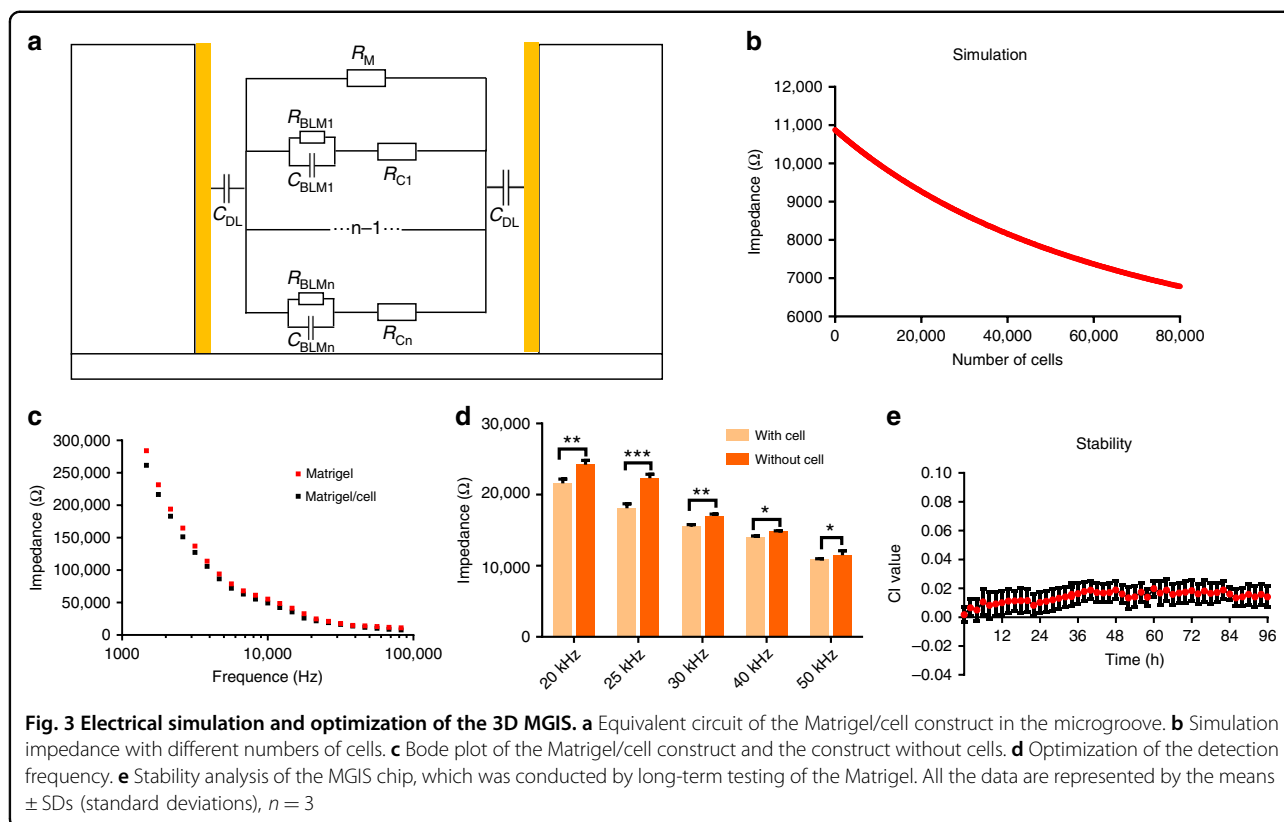 a
R_M
R_BLM1
C_BLM1
R_C1
C_DL
C_DL
···n–1···
R_BLMn
C_BLMn
R_Cn
b
Simulation
12,000
11,000
10,000
9000
8000
7000
6000
Impedance (Ω)
0
20,000
40,000
60,000
80,000
Number of cells
c
300,000
250,000
200,000
150,000
100,000
50,000
0
Impedance (Ω)
Matrigel
Matrigel/cell
1000
10,000
100,000
Frequence (Hz)
d
30,000
20,000
10,000
0
Impedance (Ω)
With cell
Without cell
**
***
**
*
*
20 kHz
25 kHz
30 kHz
40 kHz
50 kHz
e
Stability
0.10
0.08
0.06
0.04
0.02
0.00
–0.02
–0.04
CI value
12
24
36
48
60
72
84
96
Time (h)
Fig. 3 Electrical simulation and optimization of the 3D MGIS. a Equivalent circuit of the Matrigel/cell construct in the microgroove. b Simulation
impedance with different numbers of cells. c Bode plot of the Matrigel/cell construct and the construct without cells. d Optimization of the detection
frequency. e Stability analysis of the MGIS chip, which was conducted by long-term testing of the Matrigel. All the data are represented by the means
± SDs (standard deviations), n = 3